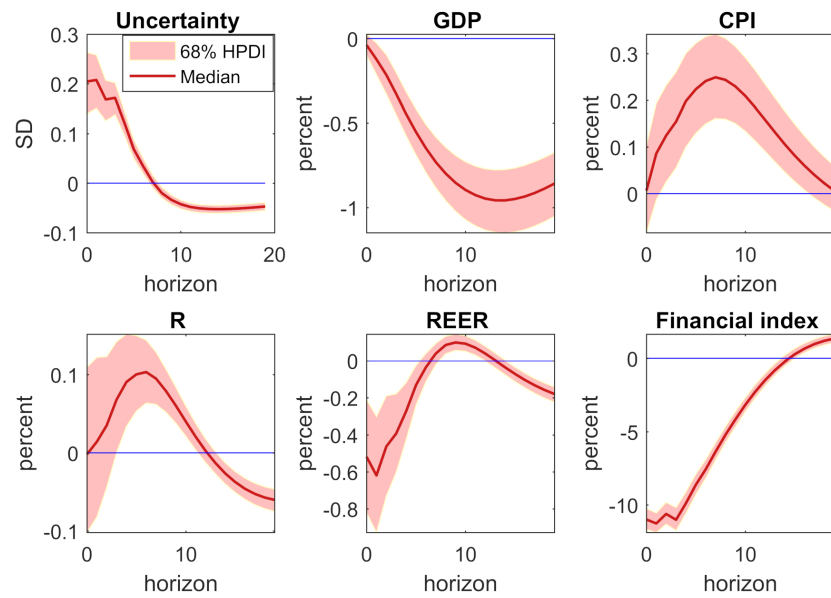 Uncertainty
0.3
0.2
0.1
0
-0.1
SD
68% HPDI
Median
0
10
20
horizon
GDP
0
-0.5
-1
percent
0
10
horizon
CPI
0.3
0.2
0.1
0
percent
0
10
horizon
R
0.1
0
-0.1
percent
0
10
horizon
REER
0
-0.2
-0.4
-0.6
-0.8
percent
0
10
horizon
Financial index
0
-5
-10
percent
0
10
horizon